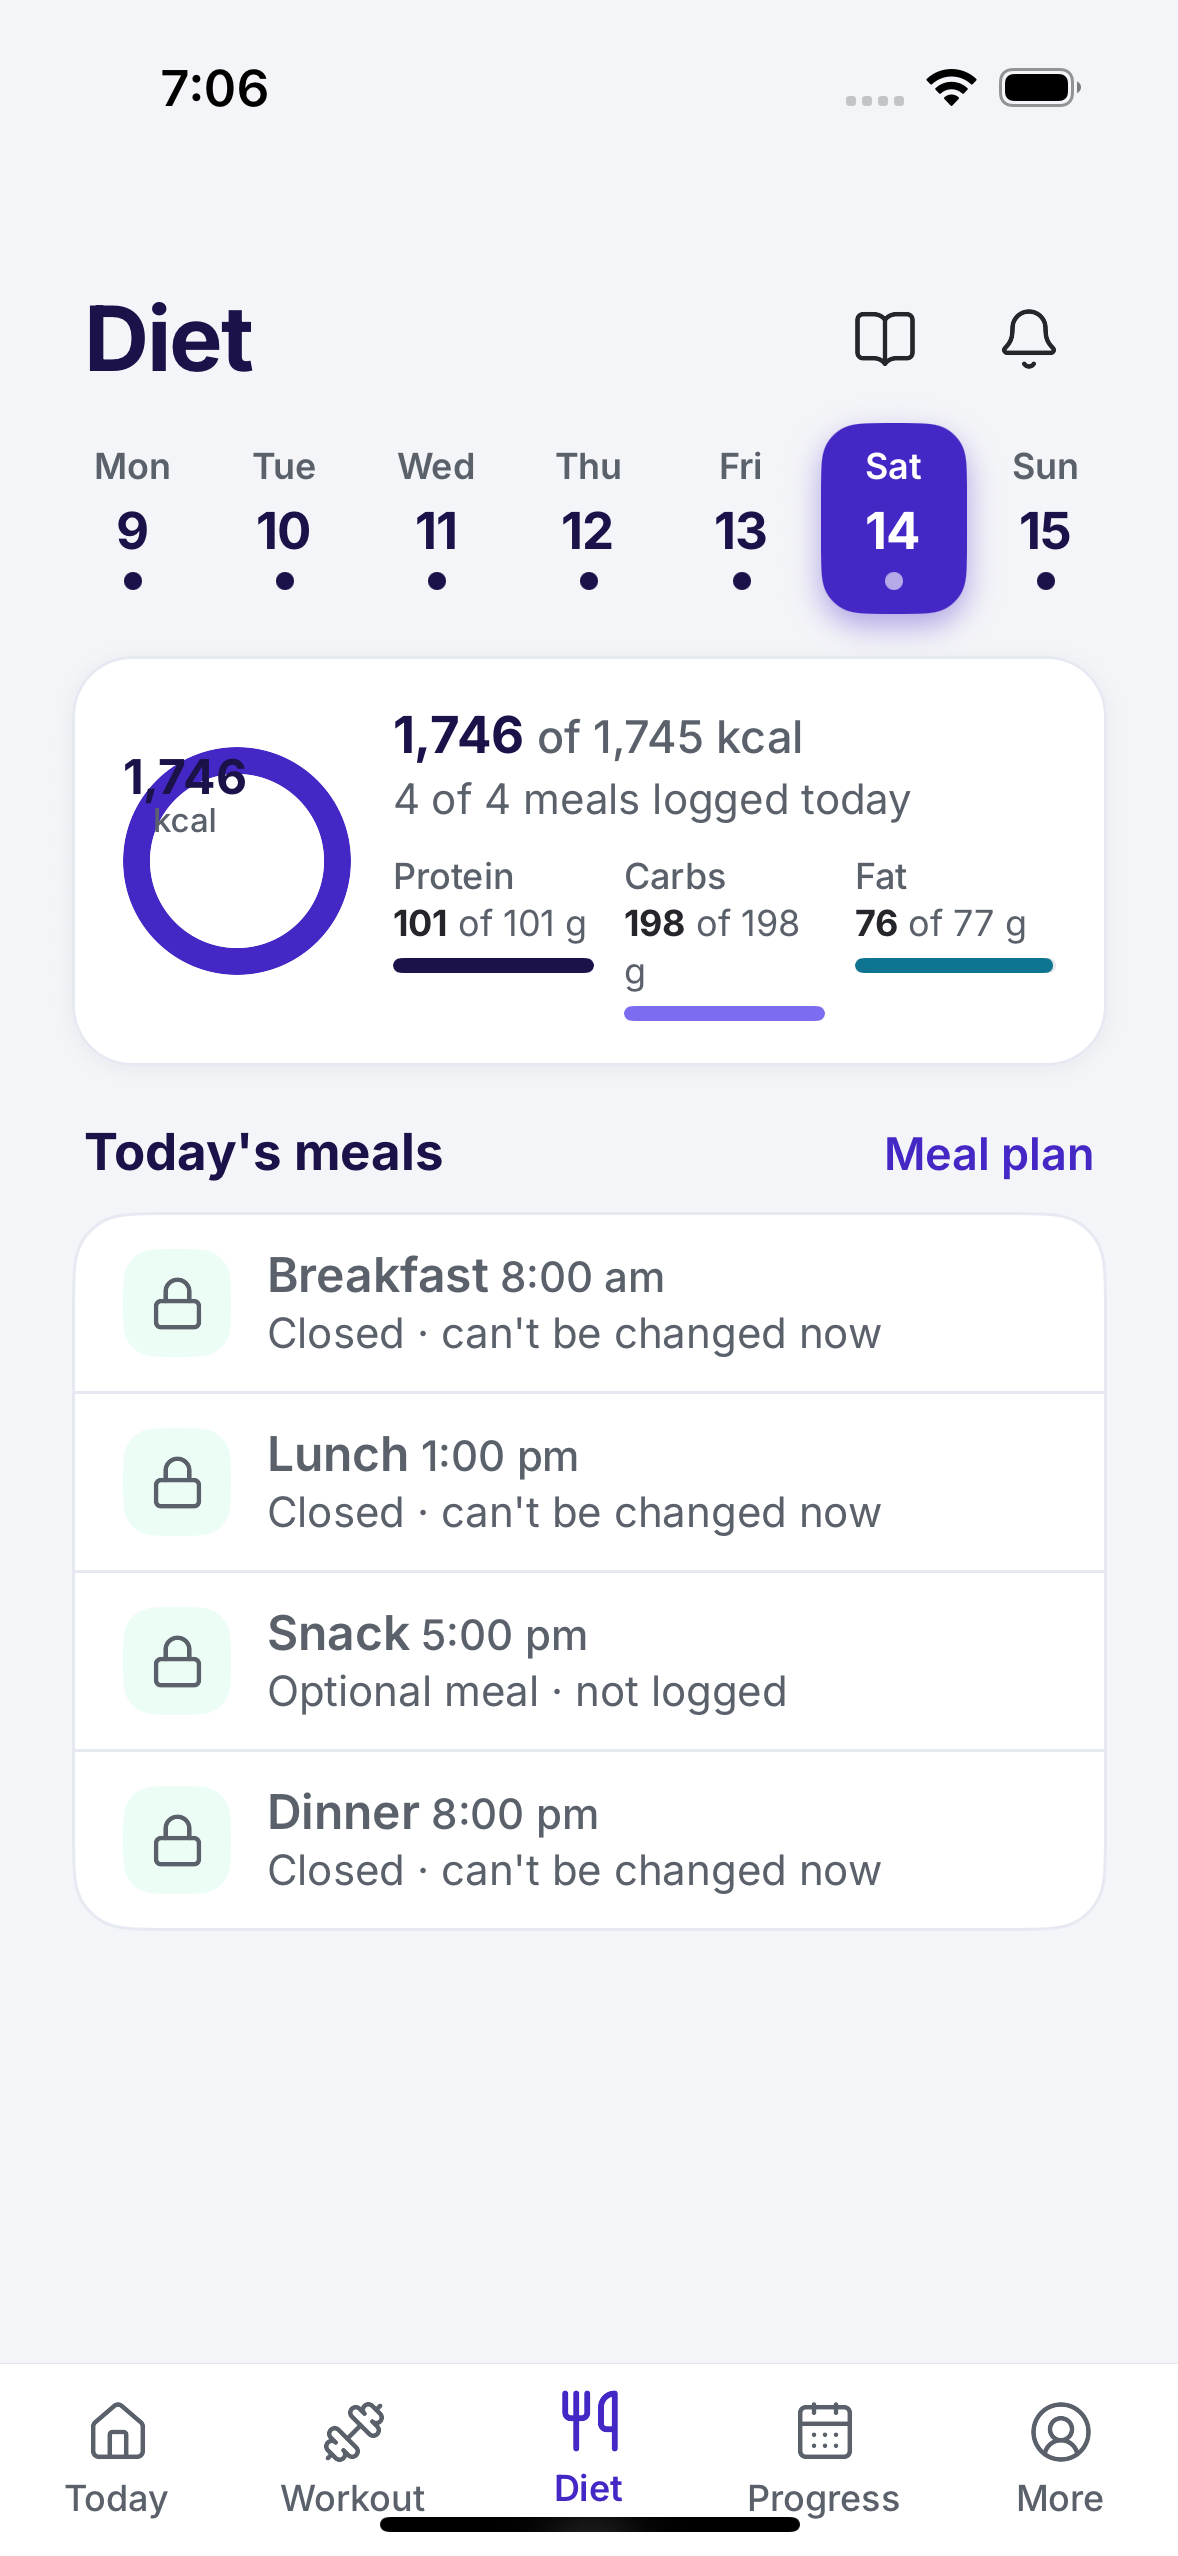 7:06
Diet
Mon Tue Wed Thu Fri Sat Sun
9 10 11 12 13 14 15
1,746
kcal
1,746 of 1,745 kcal
4 of 4 meals logged today
Protein Carbs Fat
101 of 101 g 198 of 198 g 76 of 77 g
Today's meals Meal plan
Breakfast 8:00 am
Closed · can't be changed now
Lunch 1:00 pm
Closed · can't be changed now
Snack 5:00 pm
Optional meal · not logged
Dinner 8:00 pm
Closed · can't be changed now
Today Workout Diet Progress More